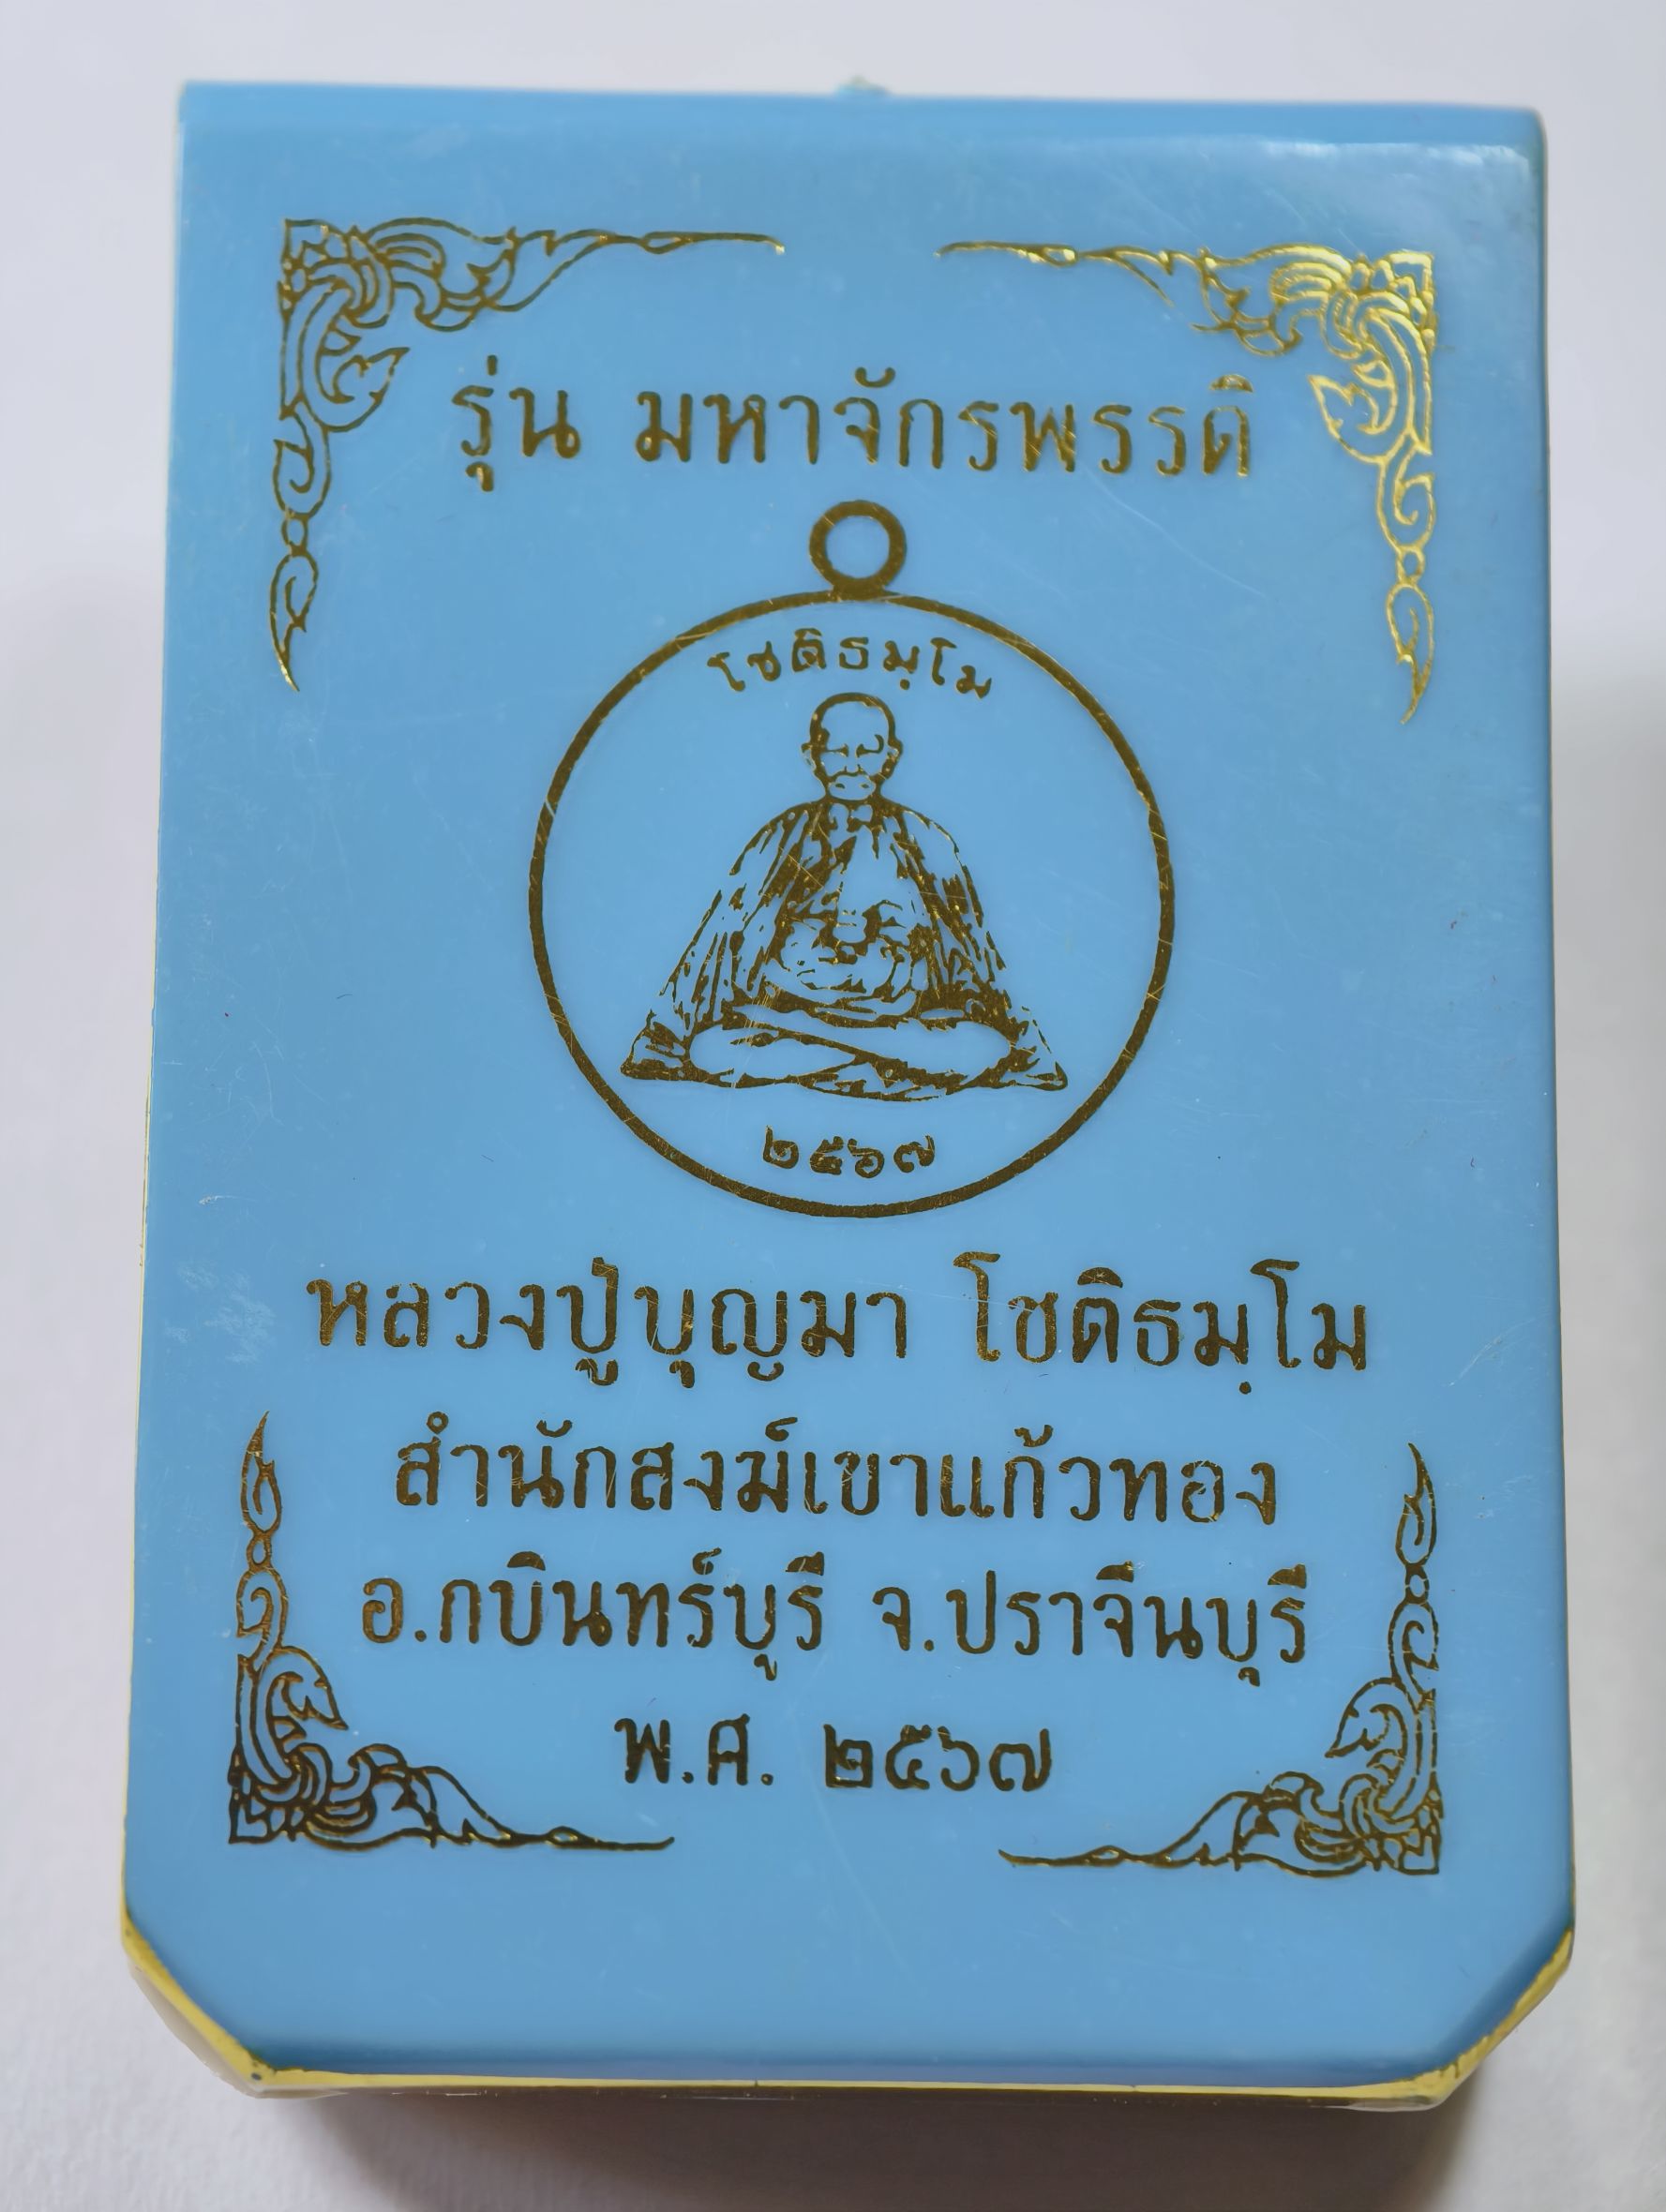 รุ่น มหาจักรพรรดิ
โชติธมฺโม
๒๕๖๗
หลวงปู่บุญมา โชติธมฺโม
สำนักสงฆ์เขาแก้วทอง
อ.กบินทร์บูรี จ.ปราจีนบุรี
พ.ศ. ๒๕๖๗